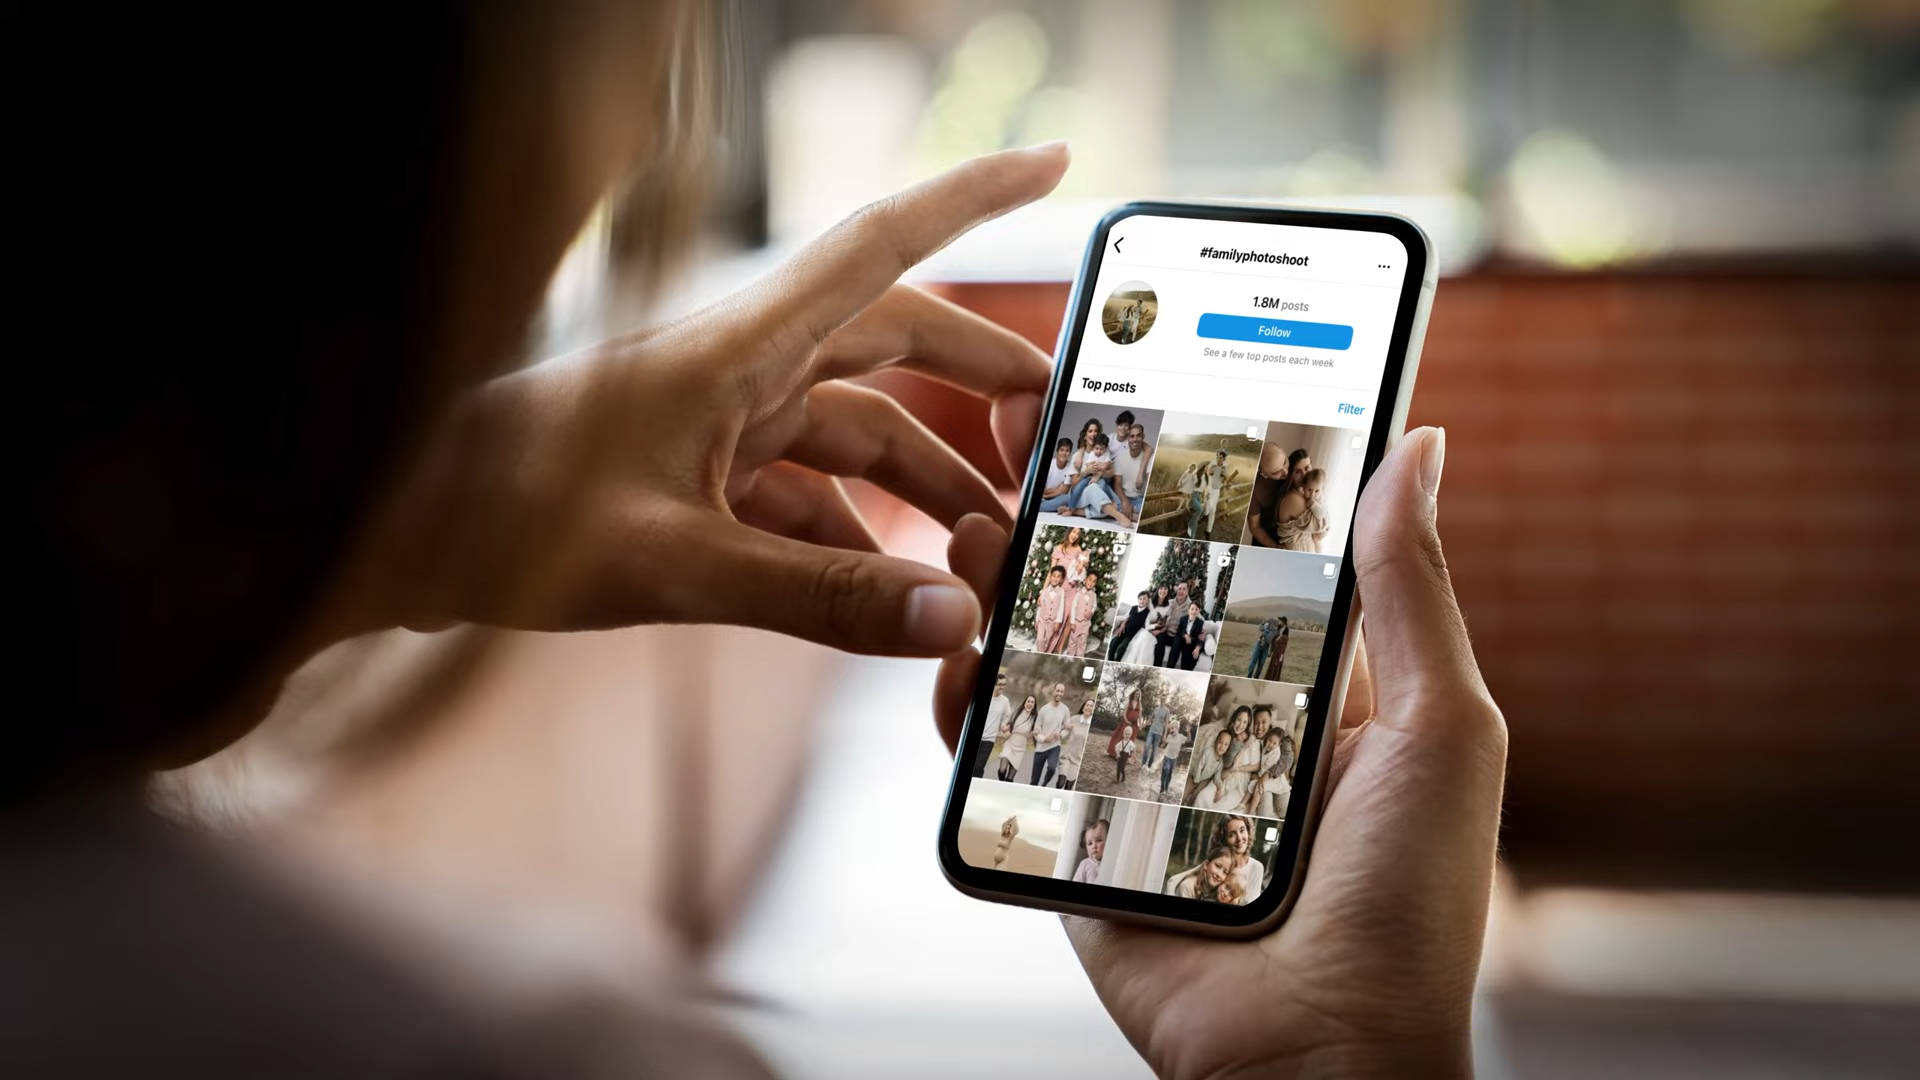 #familyphotoshoot
...
1.8M posts
Follow
See a few top posts each week
Top posts
Filter